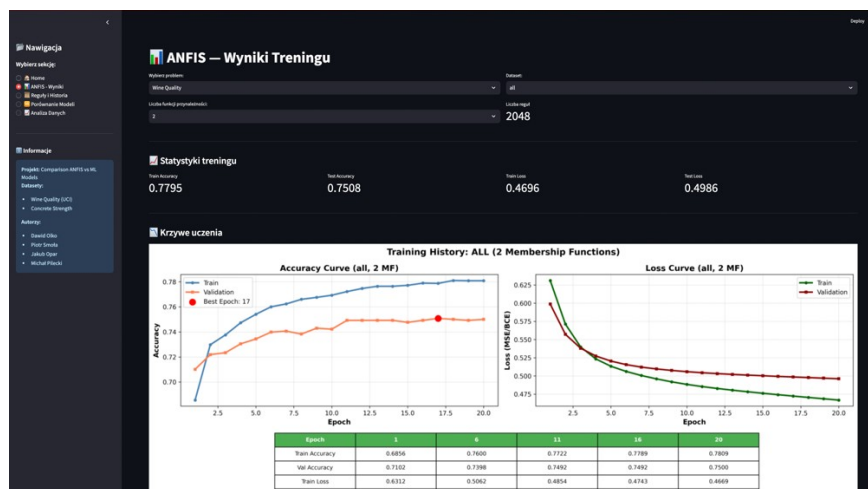 Deploy
Nawigacja
Wybierz sekcję:
Home
ANFIS - Wyniki
Reguły i Historia
Porównanie Modeli
Analiza Danych
Informacje
Projekt: Comparison ANFIS vs ML
Models
Datasety:
Wine Quality (UCI)
Concrete Strength
Autorzy:
Dawid Olko
Piotr Smoła
Jakub Opar
Michał Pilecki
ANFIS — Wyniki Treningu
Wybierz problem:
Dataset:
Wine Quality
all
Liczba funkcji przynależności:
Liczba reguł
2
2048
Statystyki treningu
Train Accuracy
Test Accuracy
Train Loss
Test Loss
0.7795
0.7508
0.4696
0.4986
Krzywe uczenia
Training History: ALL (2 Membership Functions)
Accuracy Curve (all, 2 MF)
Train
Validation
Best Epoch: 17
Accuracy
0.78
0.76
0.74
0.72
0.70
2.5 5.0 7.5 10.0 12.5 15.0 17.5 20.0
Epoch
Loss Curve (all, 2 MF)
Train
Validation
Loss (MSE/BCE)
0.625
0.600
0.575
0.550
0.525
0.500
0.475
2.5 5.0 7.5 10.0 12.5 15.0 17.5 20.0
Epoch
Epoch 1 6 11 16 20
Train Accuracy 0.6856 0.7600 0.7722 0.7789 0.7809
Val Accuracy 0.7102 0.7398 0.7492 0.7492 0.7500
Train Loss 0.6312 0.5062 0.4854 0.4743 0.4669